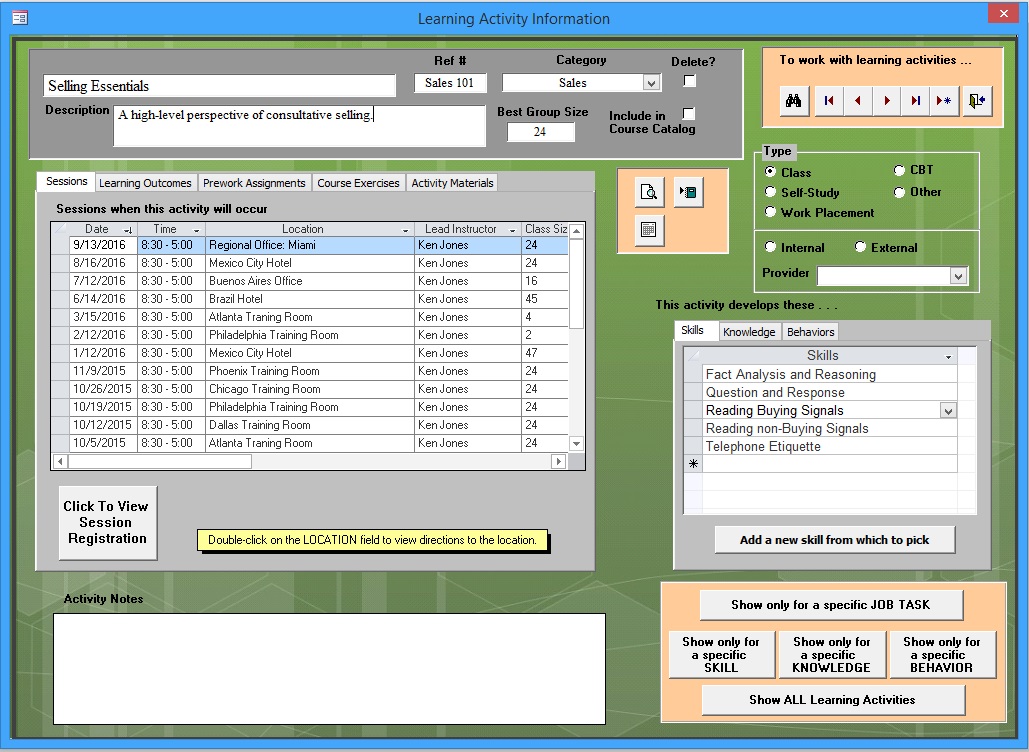 Learning Activity Information
Selling Essentials
Ref #
Sales 101
Category
Sales
Delete?
Description
A high-level perspective of consultative selling.
Best Group Size
24
Include in
Course Catalog
To work with learning activities ...
Type
Class
CBT
Self-Study
Other
Work Placement
Internal
External
Provider
Sessions Learning Outcomes Prework Assignments Course Exercises Activity Materials
Sessions when this activity will occur
Date Time Location Lead Instructor Class Siz
9/13/2016 8:30 - 5:00 Regional Office: Miami Ken Jones 24
8/16/2016 8:30 - 5:00 Mexico City Hotel Ken Jones 24
7/12/2016 8:30 - 5:00 Buenos Aires Office Ken Jones 16
6/14/2016 8:30 - 5:00 Brazil Hotel Ken Jones 45
3/15/2016 8:30 - 5:00 Atlanta Traning Room Ken Jones 4
2/12/2016 8:30 - 5:00 Philadelphia Training Room Ken Jones 2
1/12/2016 8:30 - 5:00 Mexico City Hotel Ken Jones 47
11/9/2015 8:30 - 5:00 Phoenix Training Room Ken Jones 24
10/26/2015 8:30 - 5:00 Chicago Training Room Ken Jones 24
10/19/2015 8:30 - 5:00 Philadelphia Training Room Ken Jones 24
10/12/2015 8:30 - 5:00 Dallas Training Room Ken Jones 24
10/5/2015 8:30 - 5:00 Atlanta Traning Room Ken Jones 24
Click To View
Session
Registration
Double-click on the LOCATION field to view directions to the location.
This activity develops these . . .
Skills Knowledge Behaviors
Skills
Fact Analysis and Reasoning
Question and Response
Reading Buying Signals
Reading non-Buying Signals
Telephone Etiquette
Add a new skill from which to pick
Activity Notes
Show only for a specific JOB TASK
Show only for
a specific
SKILL
Show only for
a specific
KNOWLEDGE
Show only for
a specific
BEHAVIOR
Show ALL Learning Activities